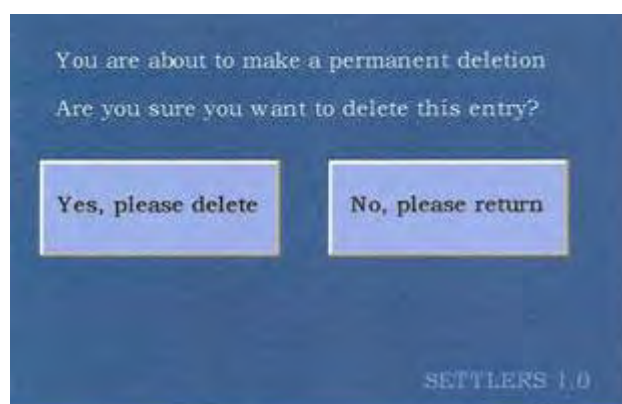 You are about to make a permanent deletion
Are you sure you want to delete this entry?
Yes, please delete
No, please return
SETTLERS 1.0